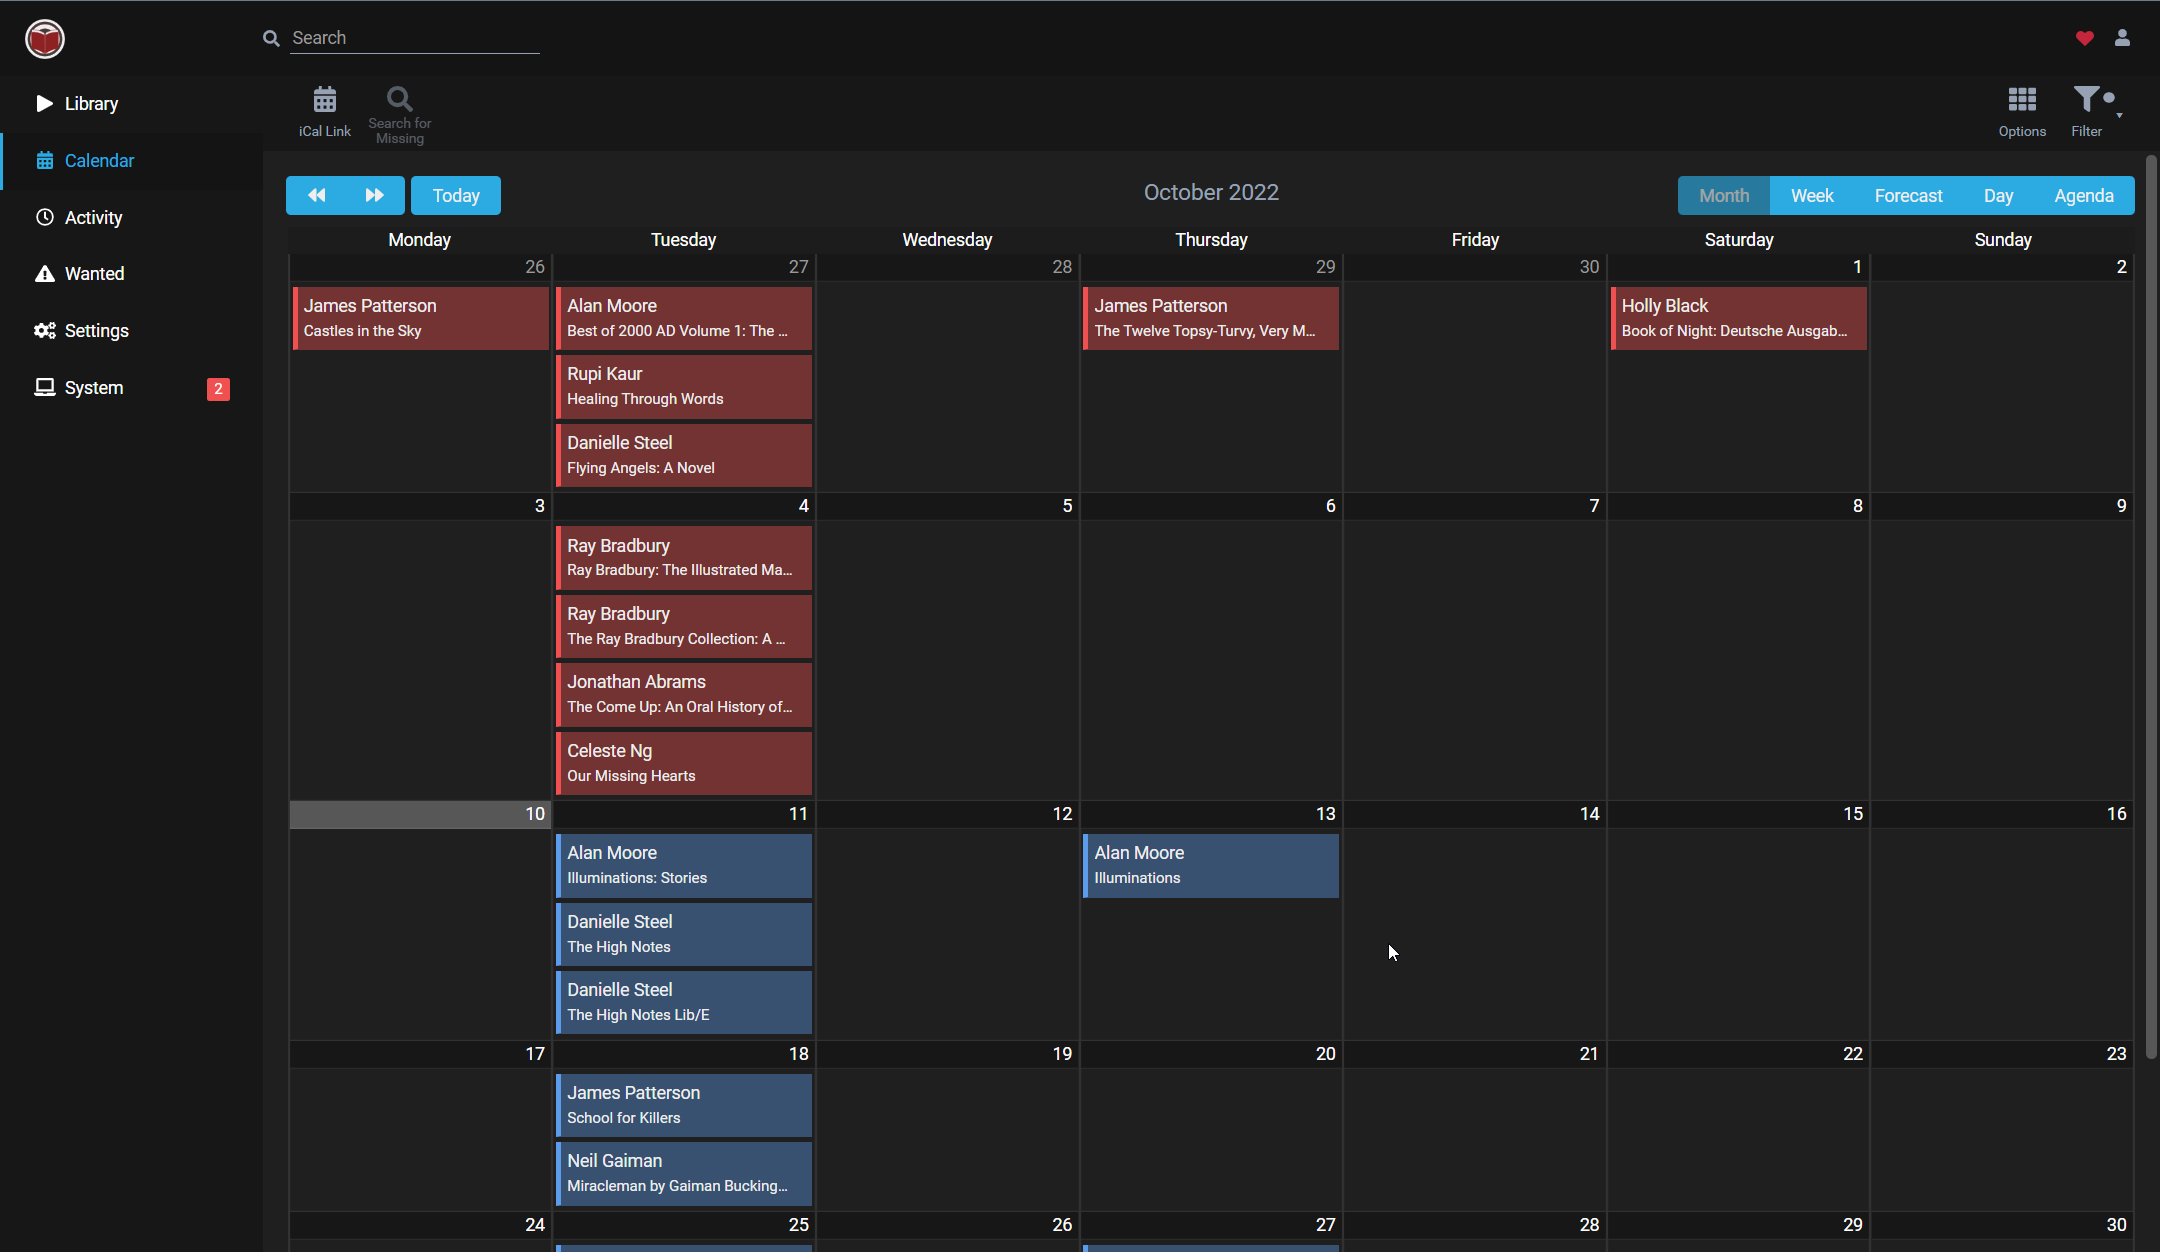 Search
Library
Calendar
Activity
Wanted
Settings
System 2
iCal Link
Search for
Missing
Options
Filter
Today
October 2022
Month Week Forecast Day Agenda
Monday Tuesday Wednesday Thursday Friday Saturday Sunday
26 27 28 29 30 1 2
James Patterson
Castles in the Sky
Alan Moore
Best of 2000 AD Volume 1: The ...
Rupi Kaur
Healing Through Words
Danielle Steel
Flying Angels: A Novel
James Patterson
The Twelve Topsy-Turvy, Very M...
Holly Black
Book of Night: Deutsche Ausgab...
3 4 5 6 7 8 9
Ray Bradbury
Ray Bradbury: The Illustrated Ma...
Ray Bradbury
The Ray Bradbury Collection: A ...
Jonathan Abrams
The Come Up: An Oral History of...
Celeste Ng
Our Missing Hearts
10 11 12 13 14 15 16
Alan Moore
Illuminations: Stories
Danielle Steel
The High Notes
Danielle Steel
The High Notes Lib/E
Alan Moore
Illuminations
17 18 19 20 21 22 23
James Patterson
School for Killers
Neil Gaiman
Miracleman by Gaiman Bucking...
24 25 26 27 28 29 30